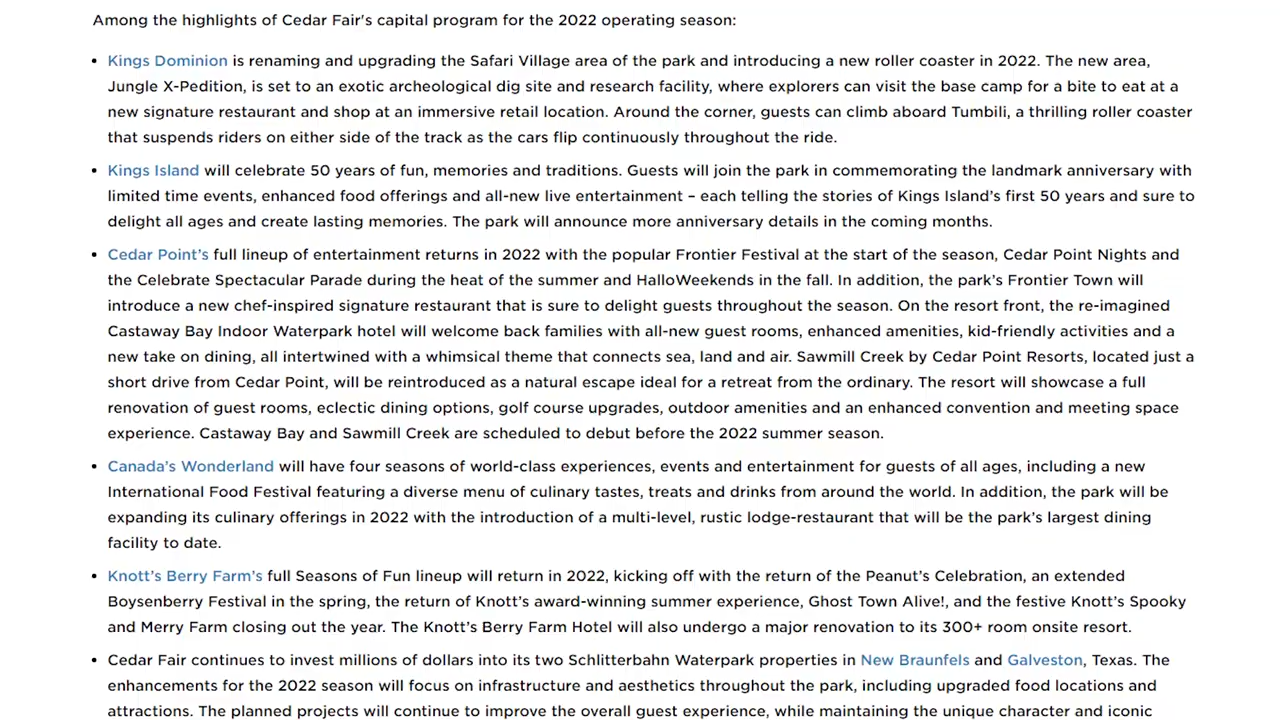 Among the highlights of Cedar Fair's capital program for the 2022 operating season:
• Kings Dominion is renaming and upgrading the Safari Village area of the park and introducing a new roller coaster in 2022. The new area,
Jungle X-Pedition, is set to an exotic archeological dig site and research facility, where explorers can visit the base camp for a bite to eat at a
new signature restaurant and shop at an immersive retail location. Around the corner, guests can climb aboard Tumbili, a thrilling roller coaster
that suspends riders on either side of the track as the cars flip continuously throughout the ride.
• Kings Island will celebrate 50 years of fun, memories and traditions. Guests will join the park in commemorating the landmark anniversary with
limited time events, enhanced food offerings and all-new live entertainment – each telling the stories of Kings Island's first 50 years and sure to
delight all ages and create lasting memories. The park will announce more anniversary details in the coming months.
• Cedar Point's full lineup of entertainment returns in 2022 with the popular Frontier Festival at the start of the season, Cedar Point Nights and
the Celebrate Spectacular Parade during the heat of the summer and HalloWeekends in the fall. In addition, the park's Frontier Town will
introduce a new chef-inspired signature restaurant that is sure to delight guests throughout the season. On the resort front, the re-imagined
Castaway Bay Indoor Waterpark hotel will welcome back families with all-new guest rooms, enhanced amenities, kid-friendly activities and a
new take on dining, all intertwined with a whimsical theme that connects sea, land and air. Sawmill Creek by Cedar Point Resorts, located just a
short drive from Cedar Point, will be reintroduced as a natural escape ideal for a retreat from the ordinary. The resort will showcase a full
renovation of guest rooms, eclectic dining options, golf course upgrades, outdoor amenities and an enhanced convention and meeting space
experience. Castaway Bay and Sawmill Creek are scheduled to debut before the 2022 summer season.
• Canada's Wonderland will have four seasons of world-class experiences, events and entertainment for guests of all ages, including a new
International Food Festival featuring a diverse menu of culinary tastes, treats and drinks from around the world. In addition, the park will be
expanding its culinary offerings in 2022 with the introduction of a multi-level, rustic lodge-restaurant that will be the park's largest dining
facility to date.
• Knott's Berry Farm's full Seasons of Fun lineup will return in 2022, kicking off with the return of the Peanut's Celebration, an extended
Boysenberry Festival in the spring, the return of Knott's award-winning summer experience, Ghost Town Alive!, and the festive Knott's Spooky
and Merry Farm closing out the year. The Knott's Berry Farm Hotel will also undergo a major renovation to its 300+ room onsite resort.
• Cedar Fair continues to invest millions of dollars into its two Schlitterbahn Waterpark properties in New Braunfels and Galveston, Texas. The
enhancements for the 2022 season will focus on infrastructure and aesthetics throughout the park, including upgraded food locations and
attractions. The planned projects will continue to improve the overall guest experience, while maintaining the unique character and iconic